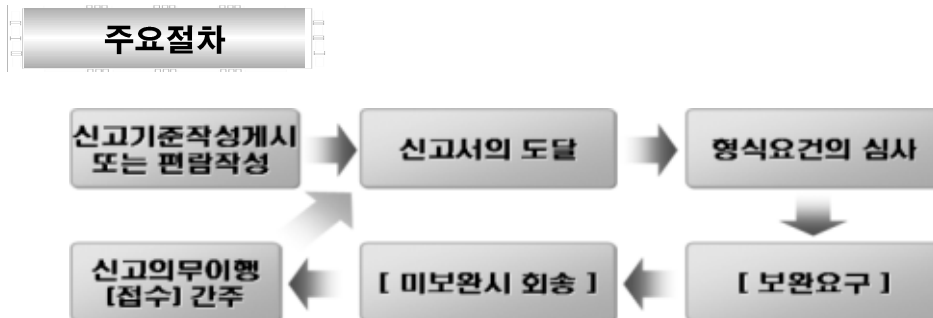 주요절차
신고기준작성게시
또는 편람작성
신고서의 도달
형식요건의 심사
신고의무이행
[접수] 간주
[ 미보완시 회송 ]
[ 보완요구 ]